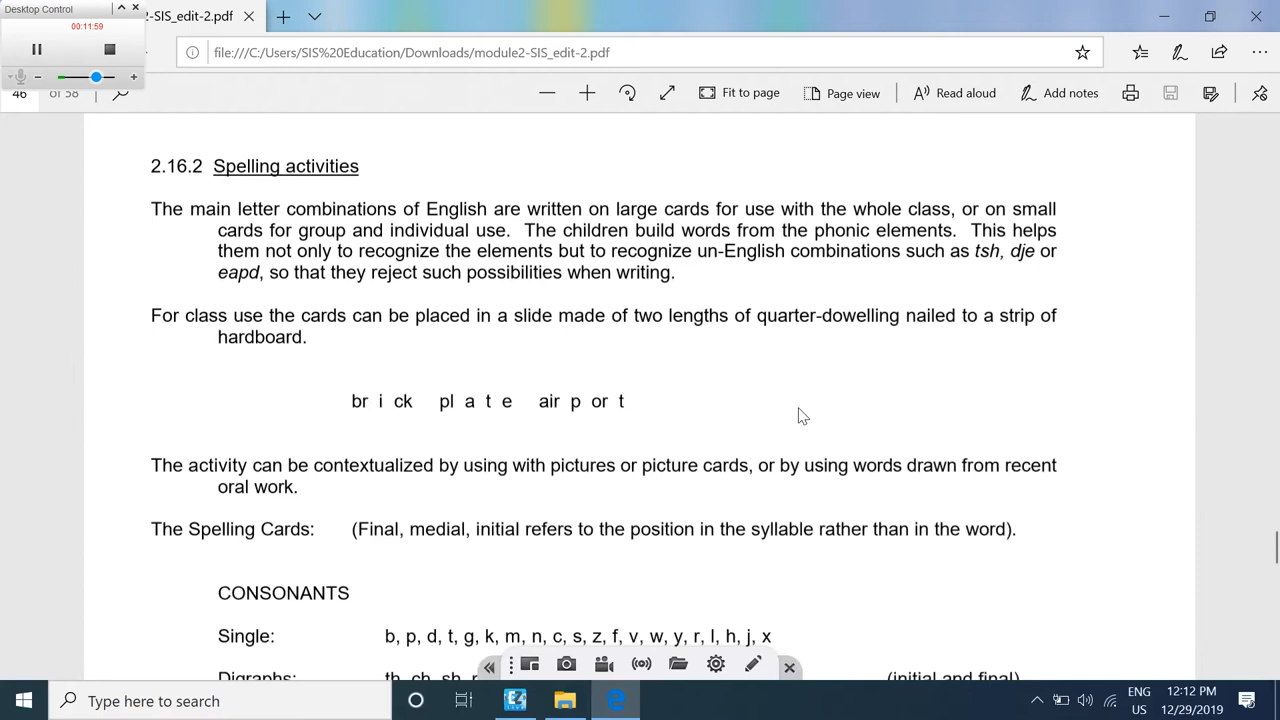 Desktop Control
00:11:59
2-SIS_edit-2.pdf
file:///C:/Users/SIS%20Education/Downloads/module2-SIS_edit-2.pdf
46 of 58
Fit to page
Page view
Read aloud
Add notes
2.16.2 Spelling activities
The main letter combinations of English are written on large cards for use with the whole class, or on small
cards for group and individual use. The children build words from the phonic elements. This helps
them not only to recognize the elements but to recognize un-English combinations such as tsh, dje or
eapd, so that they reject such possibilities when writing.
For class use the cards can be placed in a slide made of two lengths of quarter-dowelling nailed to a strip of
hardboard.
br i ck pl a t e air p or t
The activity can be contextualized by using with pictures or picture cards, or by using words drawn from recent
oral work.
The Spelling Cards: (Final, medial, initial refers to the position in the syllable rather than in the word).
CONSONANTS
Single: b, p, d, t, g, k, m, n, c, s, z, f, v, w, y, r, l, h, j, x
Digraphs: th, ch, sh, (initial and final)
Type here to search
ENG
US
12:12 PM
12/29/2019